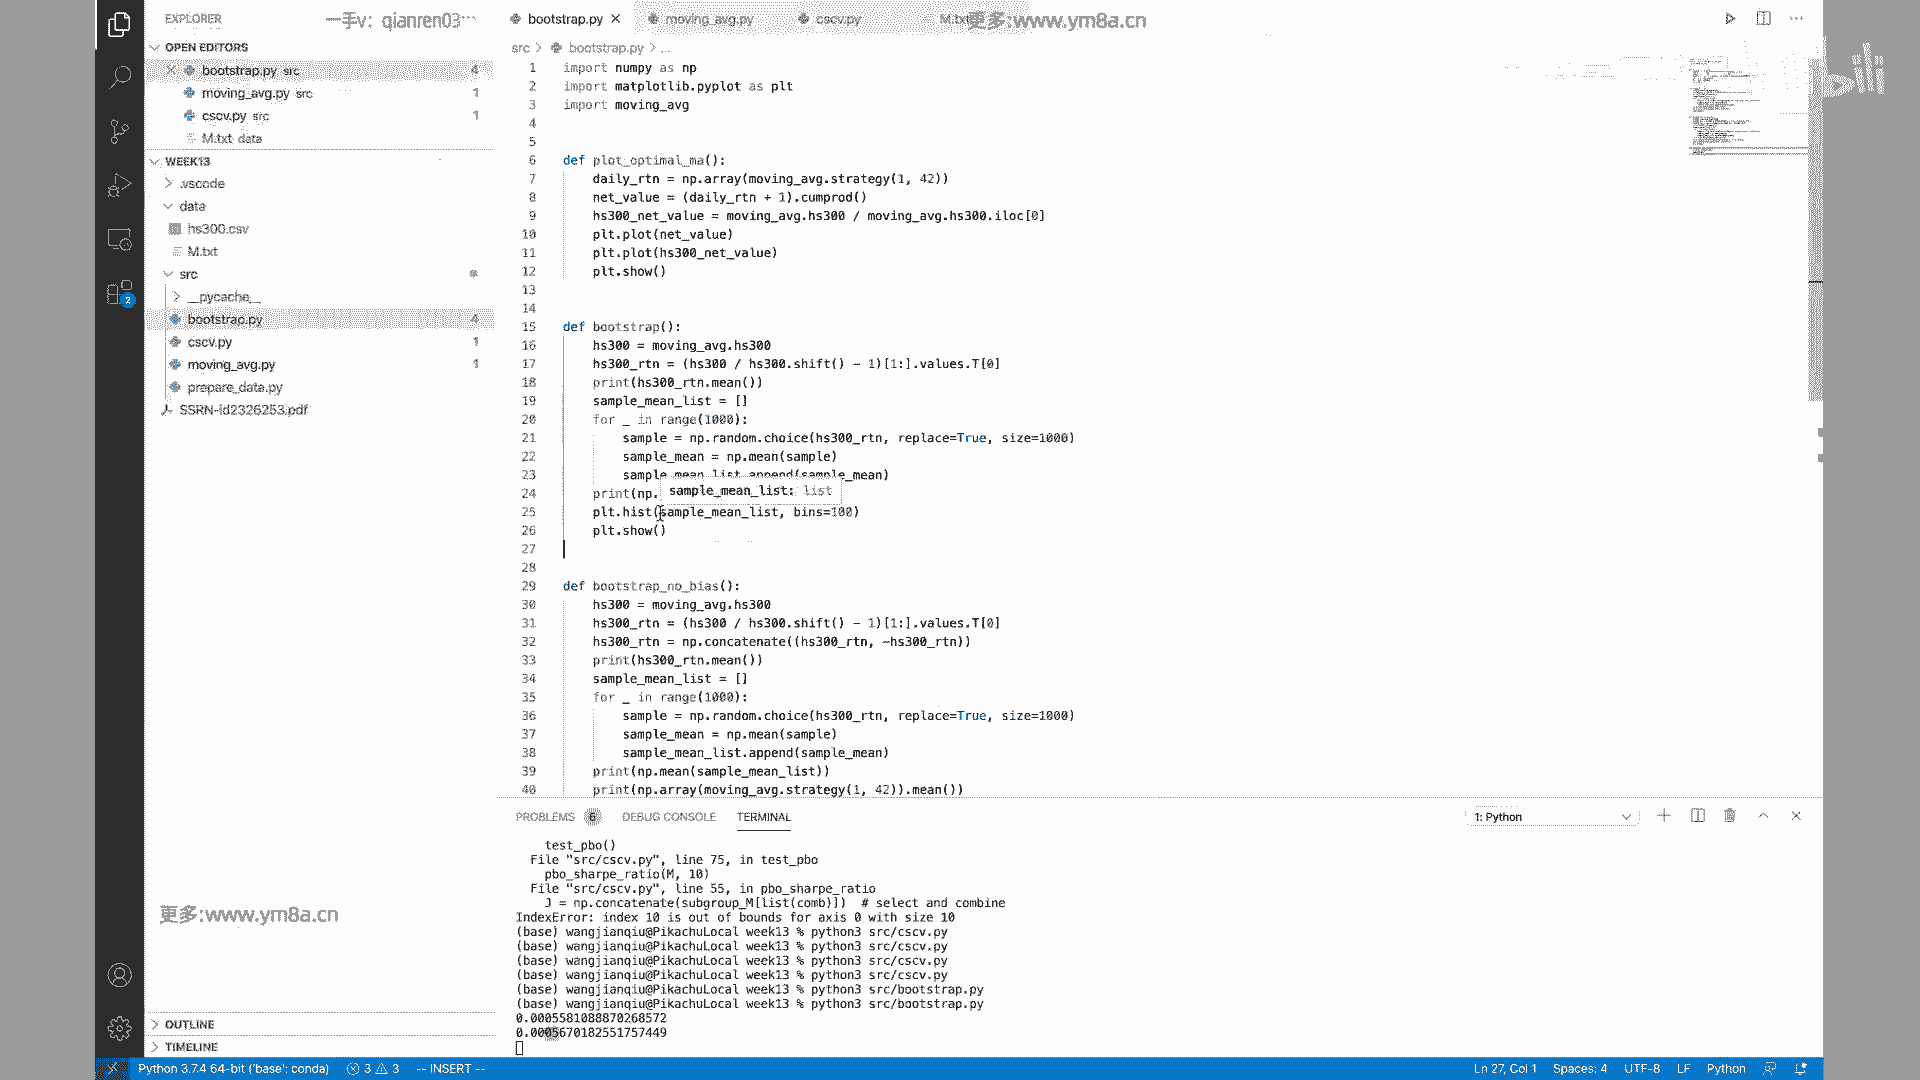 EXPLORER
一手v：qianren03···
bootstrap.py
moving_avg.py
cscv.py
M.txt
更多:www.ym8a.cn
bili
OPEN EDITORS
bootstrap.py src 4
moving_avg.py src 1
cscv.py src 1
M.txt data
WEEK13
.vscode
data
hs300.csv
M.txt
src
__pycache__
bootstrap.py 4
cscv.py 1
moving_avg.py 1
prepare_data.py
SSRN-id2326253.pdf
2
更多:www.ym8a.cn
OUTLINE
TIMELINE
src > bootstrap.py > ...
1 import numpy as np
2 import matplotlib.pyplot as plt
3 import moving_avg
4
5
6 def plot_optimal_ma():
7 daily_rtn = np.array(moving_avg.strategy(1, 42))
8 net_value = (daily_rtn + 1).cumprod()
9 hs300_net_value = moving_avg.hs300 / moving_avg.hs300.iloc[0]
10 plt.plot(net_value)
11 plt.plot(hs300_net_value)
12 plt.show()
13
14
15 def bootstrap():
16 hs300 = moving_avg.hs300
17 hs300_rtn = (hs300 / hs300.shift() - 1)[1:].values.T[0]
18 print(hs300_rtn.mean())
19 sample_mean_list = []
20 for _ in range(1000):
21 sample = np.random.choice(hs300_rtn, replace=True, size=1000)
22 sample_mean = np.mean(sample)
23 sample_mean_list.append(sample_mean)
24 print(np.
sample_mean_list: list
25 plt.hist(sample_mean_list, bins=100)
26 plt.show()
27
28
29 def bootstrap_no_bias():
30 hs300 = moving_avg.hs300
31 hs300_rtn = (hs300 / hs300.shift() - 1)[1:].values.T[0]
32 hs300_rtn = np.concatenate((hs300_rtn, -hs300_rtn))
33 print(hs300_rtn.mean())
34 sample_mean_list = []
35 for _ in range(1000):
36 sample = np.random.choice(hs300_rtn, replace=True, size=1000)
37 sample_mean = np.mean(sample)
38 sample_mean_list.append(sample_mean)
39 print(np.mean(sample_mean_list))
40 print(np.array(moving_avg.strategy(1, 42)).mean())
PROBLEMS 6 DEBUG CONSOLE TERMINAL
1: Python
test_pbo()
File "src/cscv.py", line 75, in test_pbo
pbo_sharpe_ratio(M, 10)
File "src/cscv.py", line 55, in pbo_sharpe_ratio
J = np.concatenate(subgroup_M[list(comb)]) # select and combine
IndexError: index 10 is out of bounds for axis 0 with size 10
(base) wangjianqiu@PikachuLocal week13 % python3 src/cscv.py
(base) wangjianqiu@PikachuLocal week13 % python3 src/cscv.py
(base) wangjianqiu@PikachuLocal week13 % python3 src/cscv.py
(base) wangjianqiu@PikachuLocal week13 % python3 src/cscv.py
(base) wangjianqiu@PikachuLocal week13 % python3 src/bootstrap.py
(base) wangjianqiu@PikachuLocal week13 % python3 src/bootstrap.py
0.0005581088870268572
0.0005670182551757449
Python 3.7.4 64-bit ('base': conda) 3 3 -- INSERT -- Ln 27, Col 1 Spaces: 4 UTF-8 LF Python